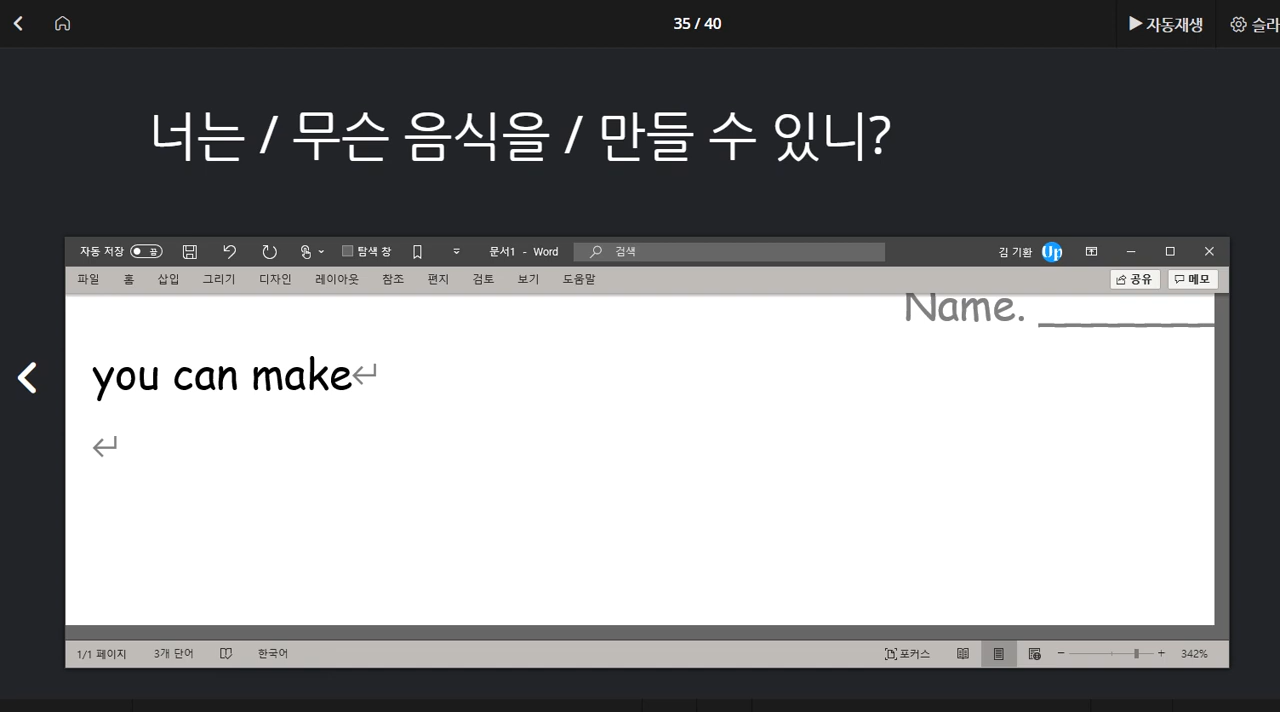 35 / 40
▶ 자동재생
슬라
너는 / 무슨 음식을 / 만들 수 있니?
자동 저장 끔
탐색 창
문서1 - Word
검색
김 기환
Up
파일 홈 삽입 그리기 디자인 레이아웃 참조 편지 검토 보기 도움말
공유 메모
Name. ________
you can make↵
↵
1/1 페이지 3개 단어 한국어
포커스
− + 342%